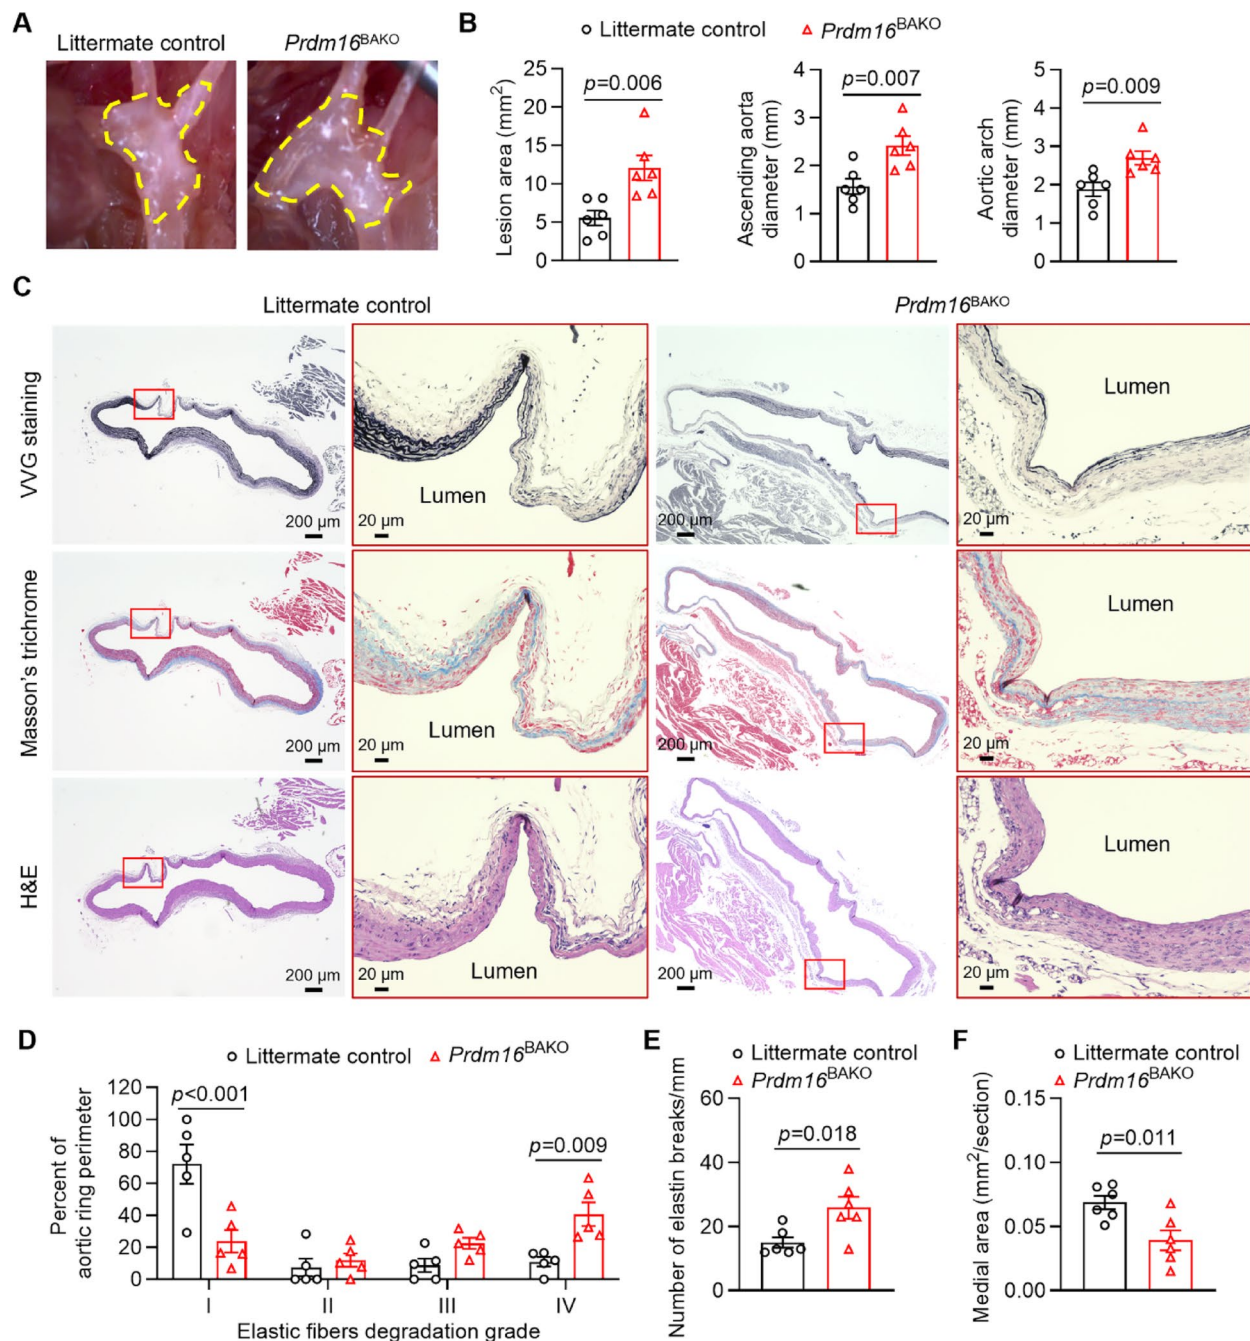 A
Littermate control
Prdm16BAKO
B
Littermate control
Prdm16BAKO
Lesion area (mm2)
25
20
15
10
5
0
p=0.006
Ascending aorta
diameter (mm)
4
3
2
1
0
p=0.007
Aortic arch
diameter (mm)
4
3
2
1
0
p=0.009
C
Littermate control
Prdm16BAKO
VVG staining
200 µm
Lumen
20 µm
200 µm
Lumen
20 µm
Masson's trichrome
200 µm
Lumen
20 µm
200 µm
Lumen
20 µm
H&E
200 µm
Lumen
20 µm
200 µm
Lumen
20 µm
D
Littermate control
Prdm16BAKO
Percent of
aortic ring perimeter
120
100
80
60
40
20
0
p<0.001
p=0.009
I
II
III
IV
Elastic fibers degradation grade
E
Littermate control
Prdm16BAKO
Number of elastin breaks/mm
60
40
20
0
p=0.018
F
Littermate control
Prdm16BAKO
Medial area (mm2/section)
0.15
0.10
0.05
0.00
p=0.011